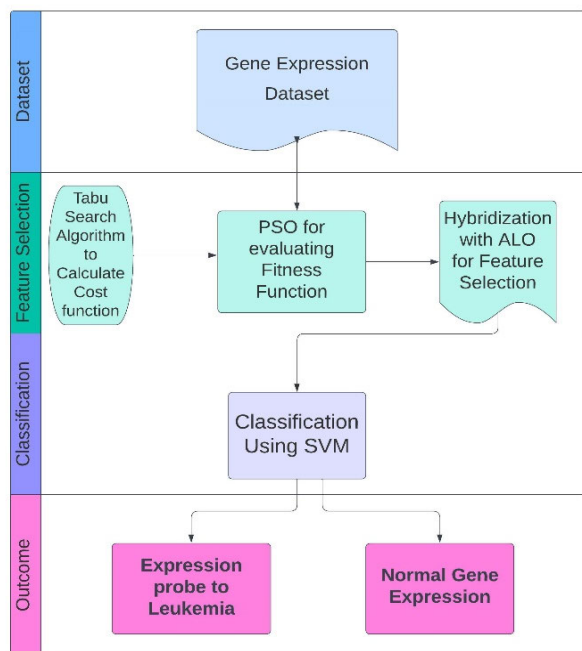 Dataset
Gene Expression
Dataset
Feature Selection
Tabu
Search
Algorithm
to
Calculate
Cost
function
PSO for
evaluating
Fitness
Function
Hybridization
with ALO
for Feature
Selection
Classification
Classification
Using SVM
Outcome
Expression
probe to
Leukemia
Normal Gene
Expression